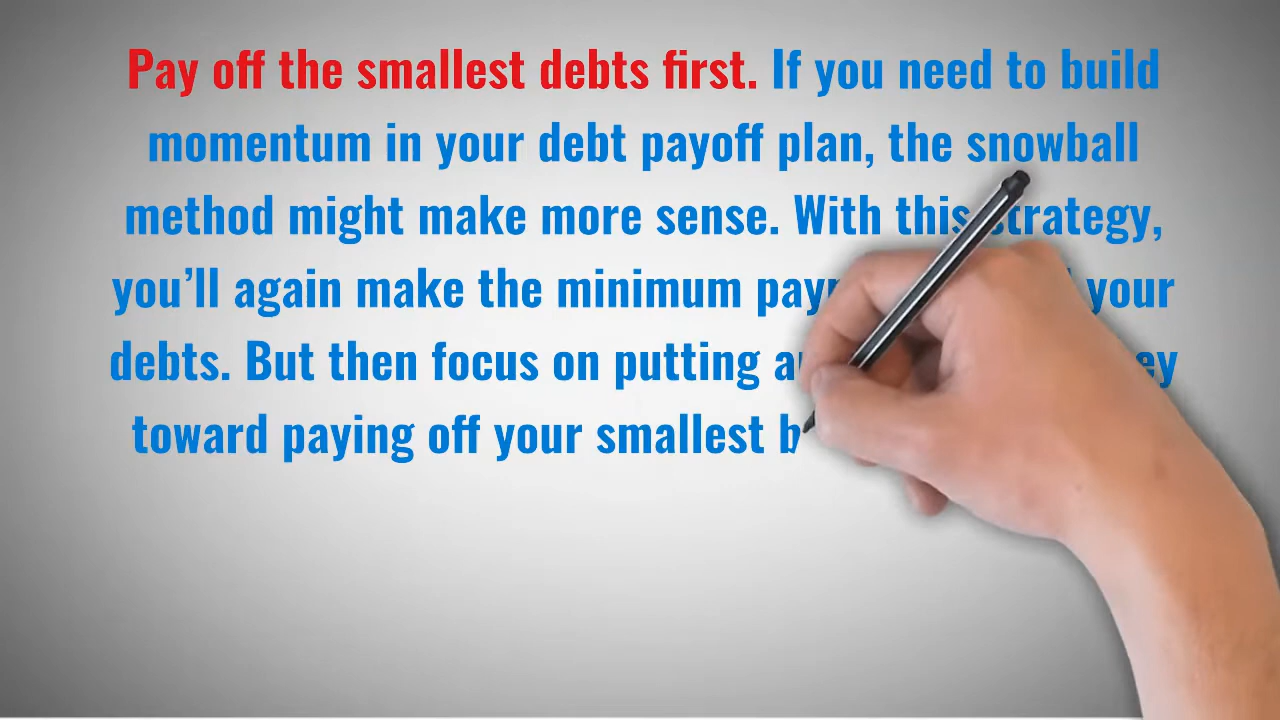 Pay off the smallest debts first. If you need to build
momentum in your debt payoff plan, the snowball
method might make more sense. With this strategy,
you’ll again make the minimum your
debts. But then focus on putting
toward paying off your smallest